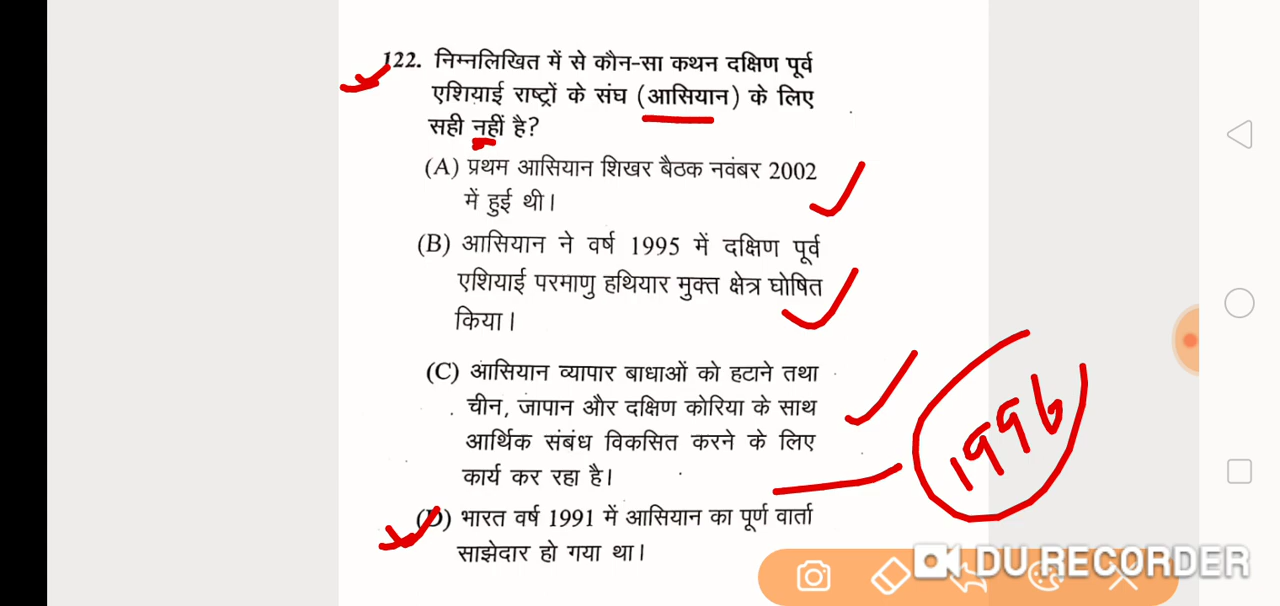 122. निम्नलिखित में से कौन-सा कथन दक्षिण पूर्व
एशियाई राष्ट्रों के संघ (आसियान) के लिए
सही नहीं है?
(A) प्रथम आसियान शिखर बैठक नवंबर 2002
में हुई थी।
(B) आसियान ने वर्ष 1995 में दक्षिण पूर्व
एशियाई परमाणु हथियार मुक्त क्षेत्र घोषित
किया।
(C) आसियान व्यापार बाधाओं को हटाने तथा
चीन, जापान और दक्षिण कोरिया के साथ
आर्थिक संबंध विकसित करने के लिए
कार्य कर रहा है।
1996
(D) भारत वर्ष 1991 में आसियान का पूर्ण वार्ता
साझेदार हो गया था।
DU RECORDER